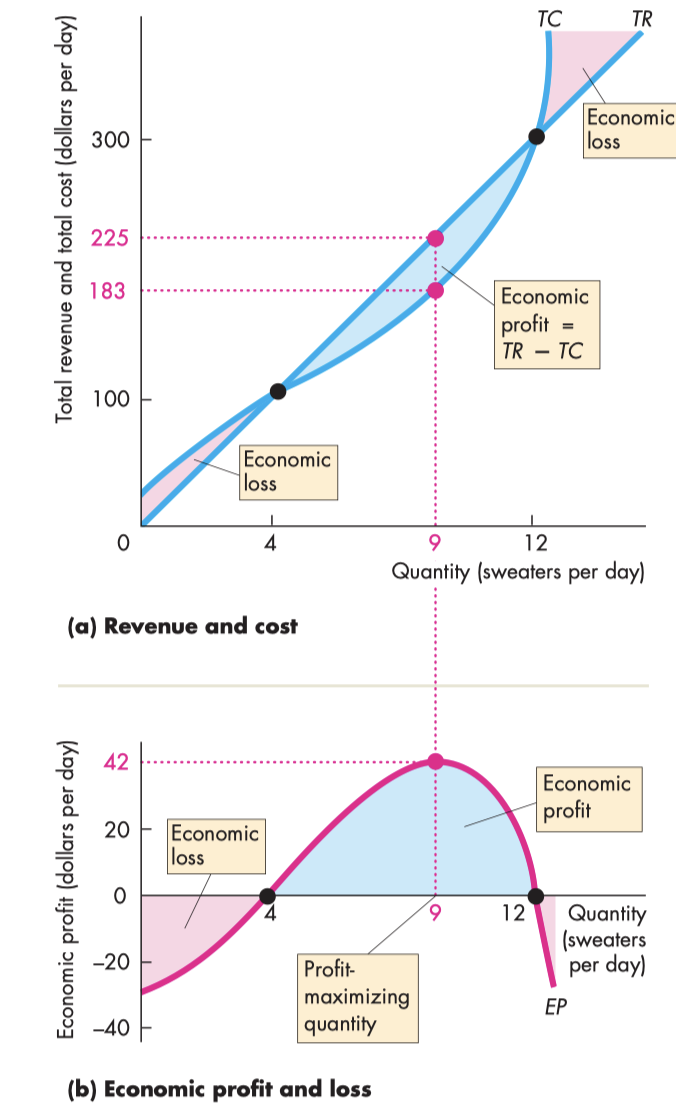 TC TR
Total revenue and total cost (dollars per day)
Economic
loss
300
225
183
Economic
profit =
TR – TC
100
Economic
loss
0 4 9 12
Quantity (sweaters per day)
(a) Revenue and cost
Economic profit (dollars per day)
42
Economic
profit
20
Economic
loss
0
4 9 12 Quantity
(sweaters
per day)
–20
Profit-
maximizing
quantity
EP
–40
(b) Economic profit and loss